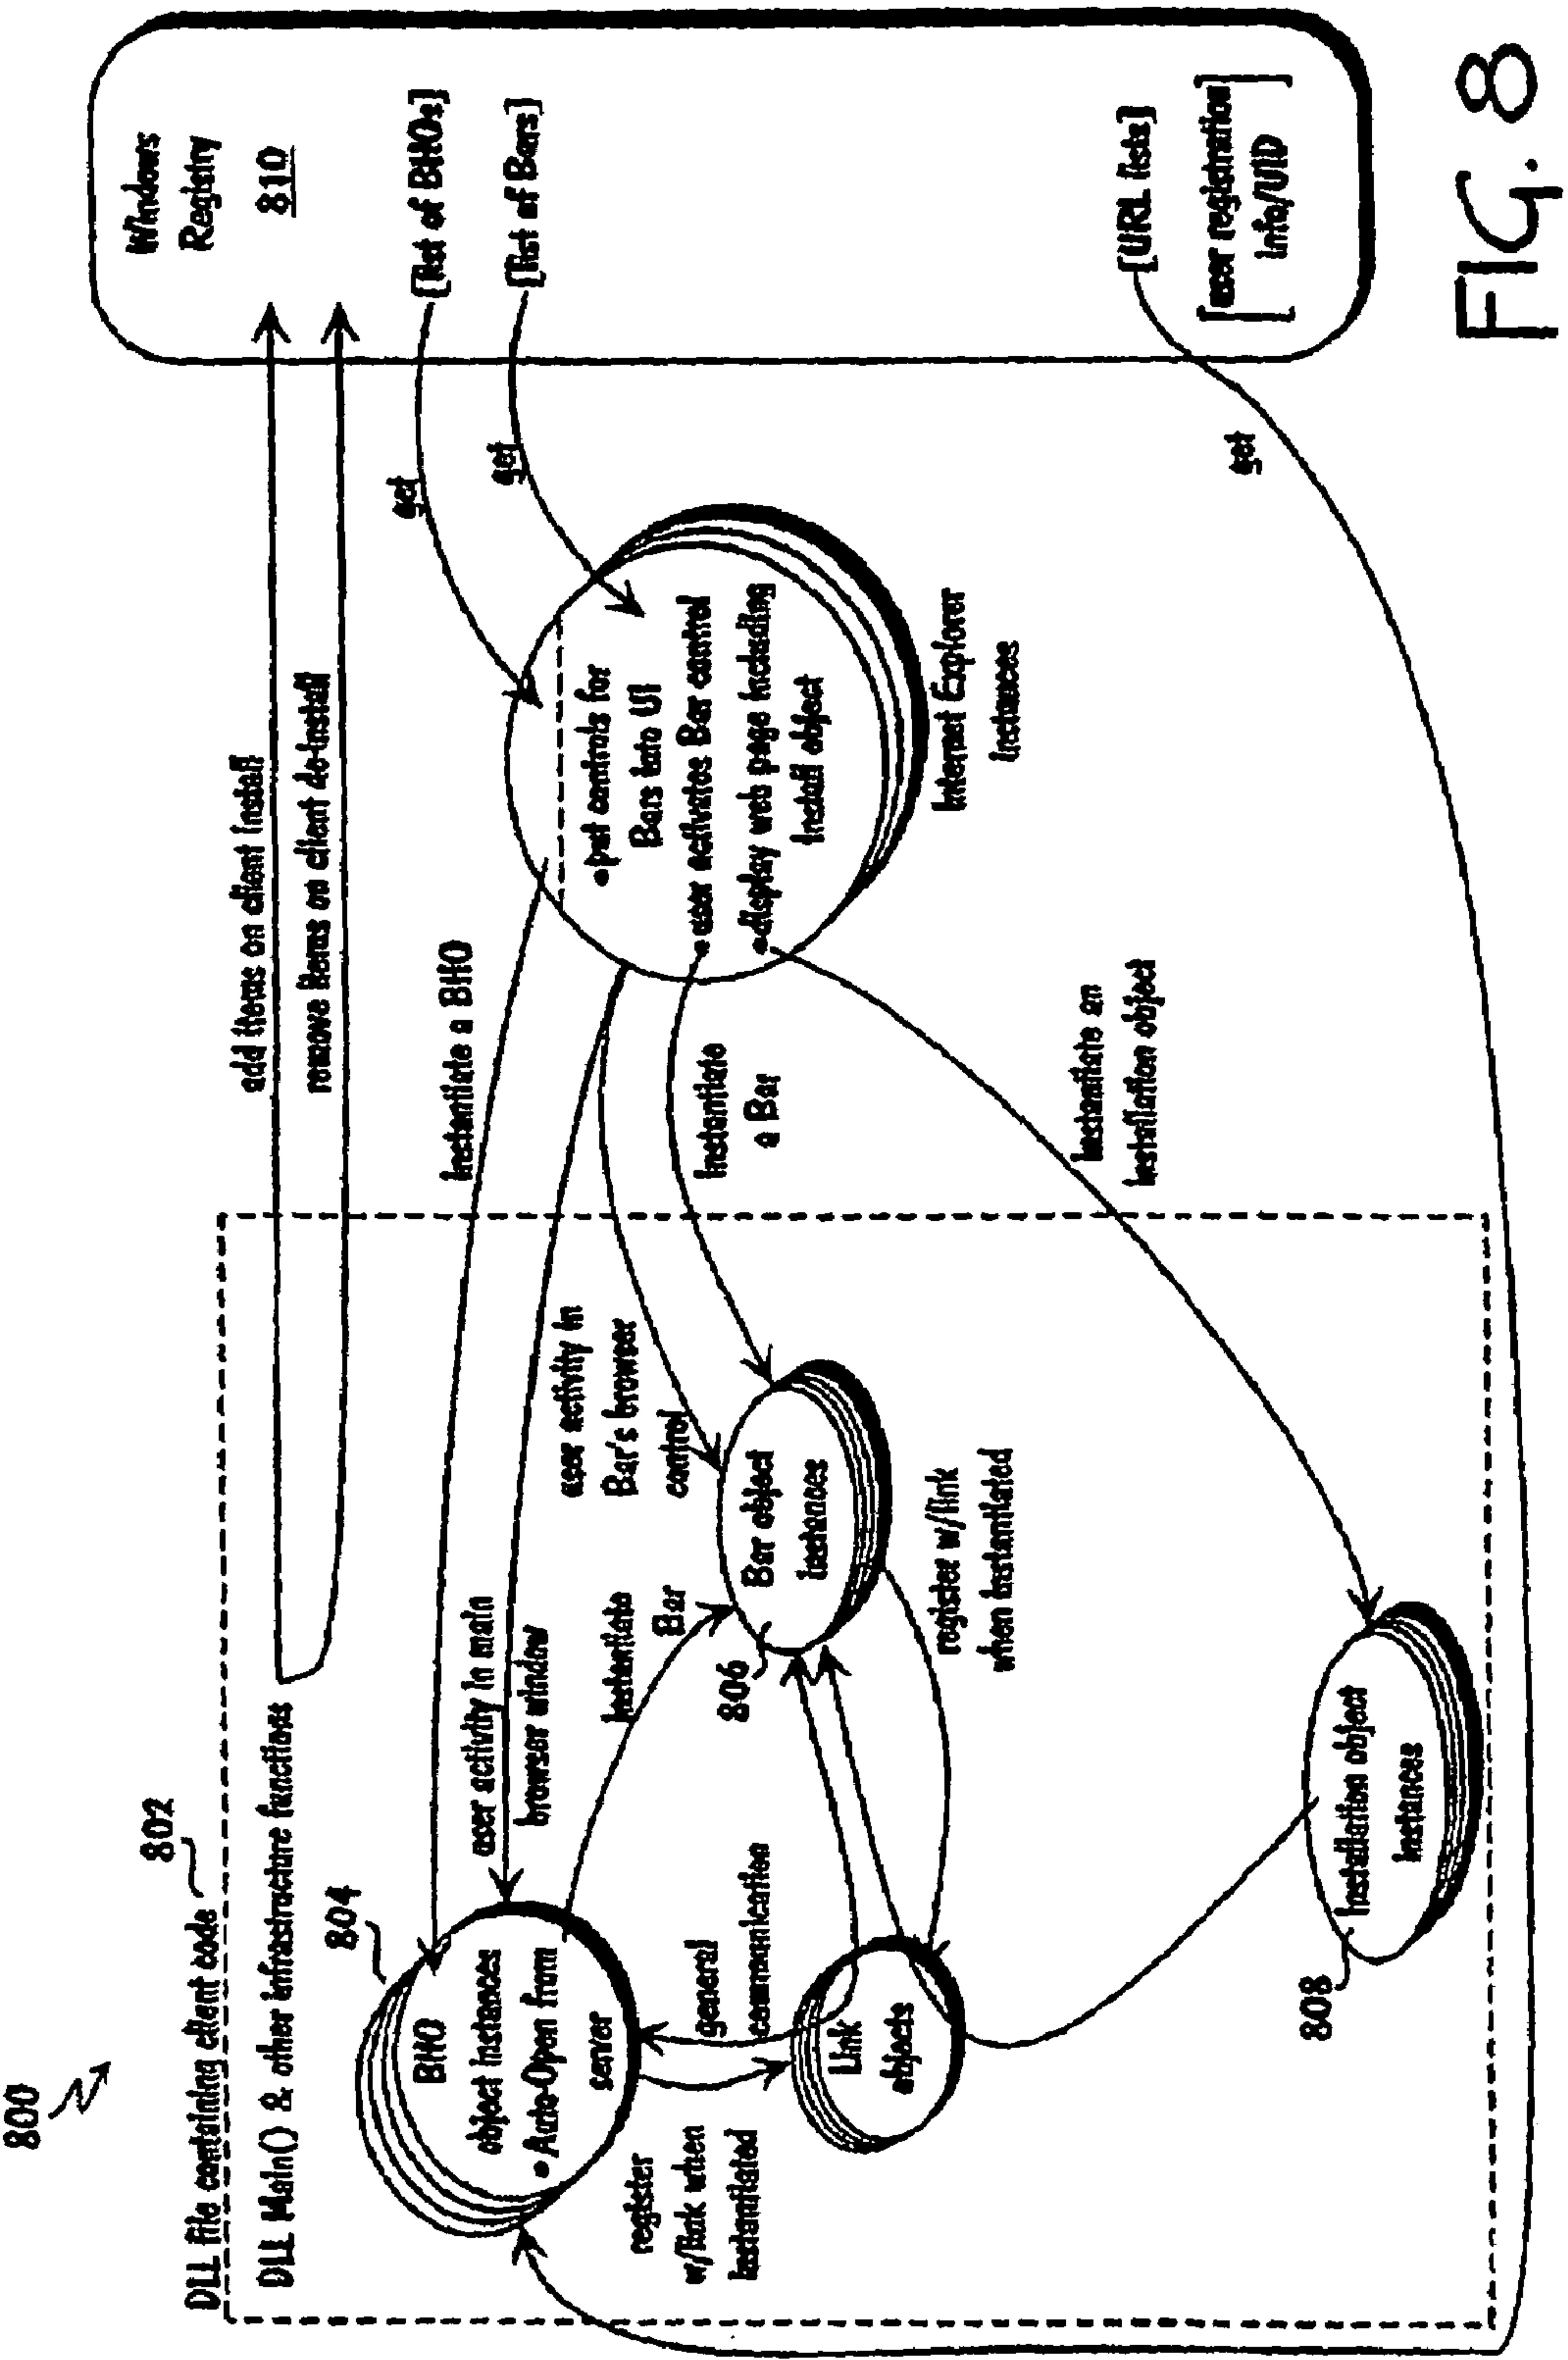 800
DLL file containing client code
802
DLL Main() & other infrastructure functions
add items on client install
remove items on client de-install
Windows
Registry
810
[list of BHOs]
[list of Bars]
get
get
804
BHO
object instances
• Auto-Open from
server
instantiate a BHO
user activity in main
browser window
user activity in
Bar's browser
control
instantiate
Bar
instantiate
a Bar
• put controls for
Bars into UI
• user activates Bar control
• display web page including
install object
Internet Explorer
instances
register
w/link when
instantiated
general
communication
806
Bar object
instances
Link
objects
register w/link
when instantiated
instantiate an
installation object
808
Installation object
instances
[URL lists]
get
[user registration
info/UID]
FIG. 8